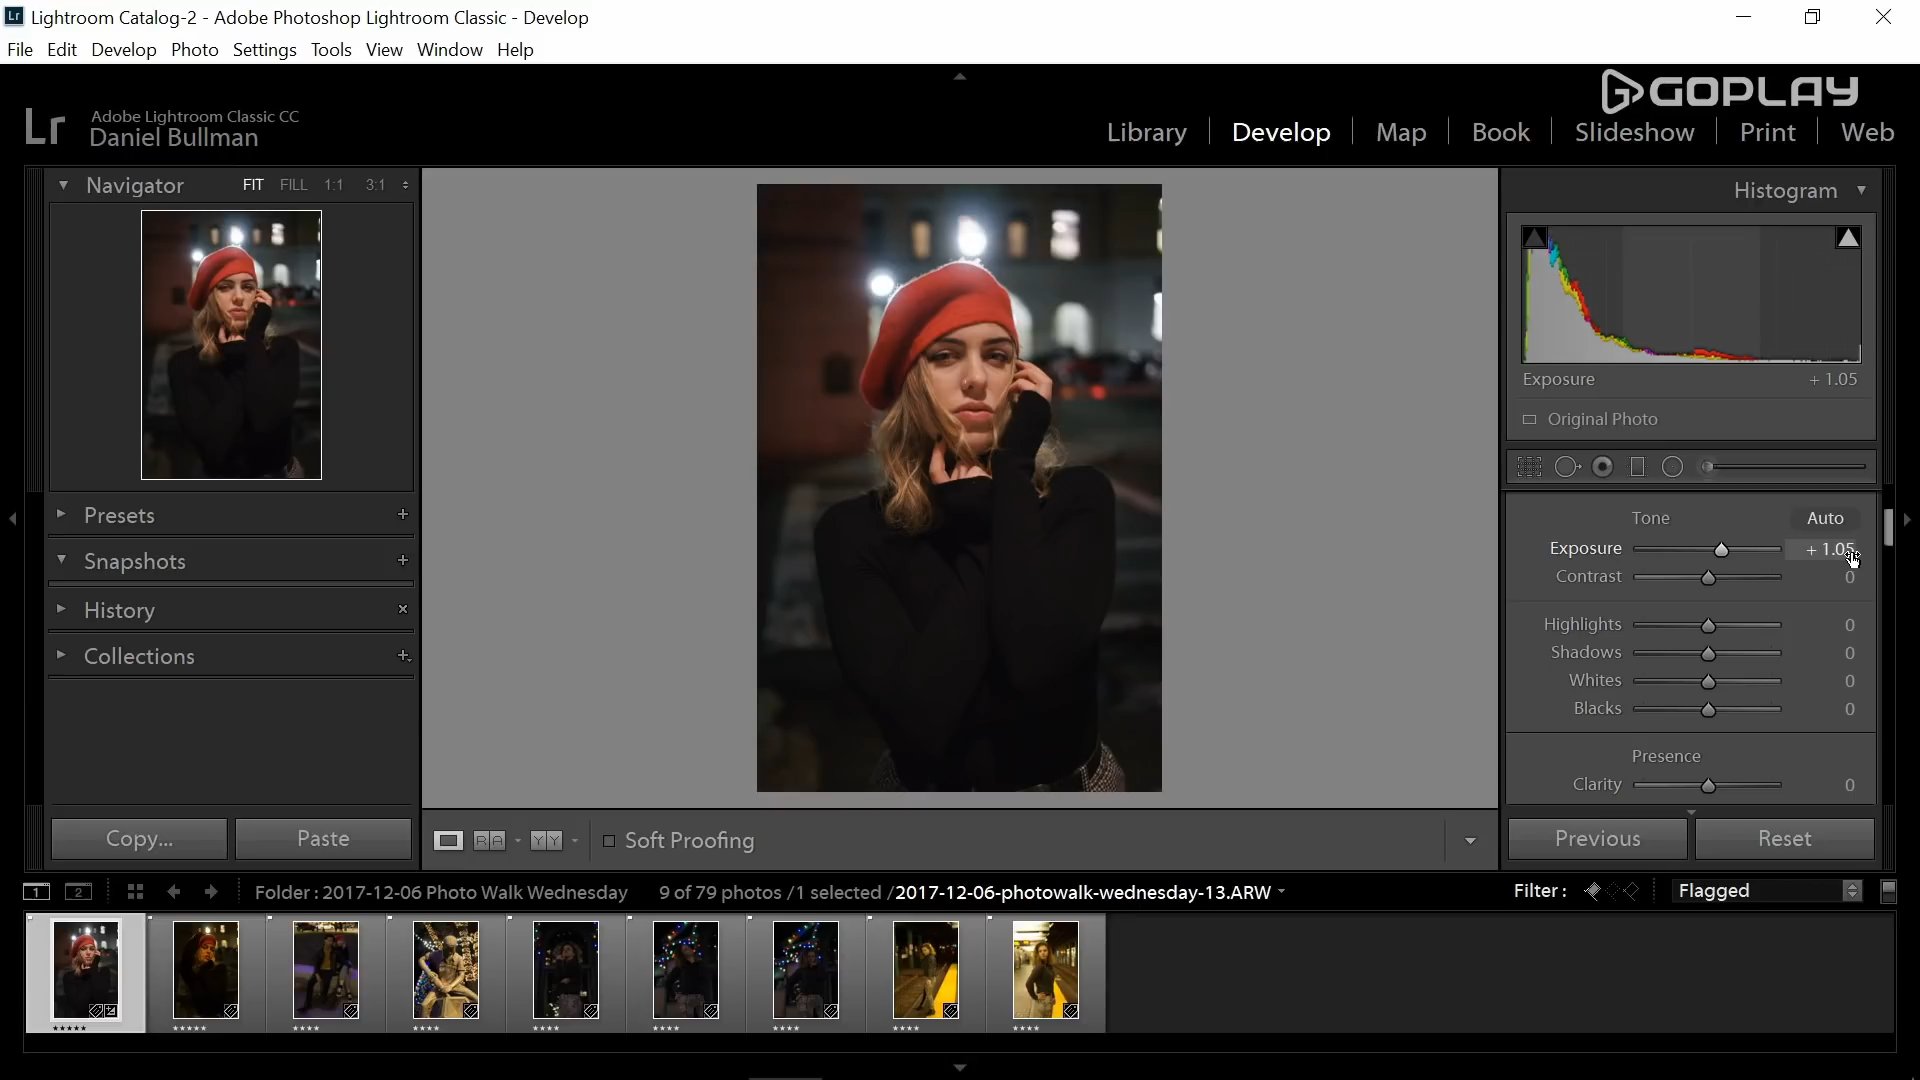 Lr Lightroom Catalog-2 - Adobe Photoshop Lightroom Classic - Develop
File Edit Develop Photo Settings Tools View Window Help
GOPLAY
Lr Adobe Lightroom Classic CC
Daniel Bullman
Library Develop Map Book Slideshow Print Web
Navigator FIT FILL 1:1 3:1
Histogram
Exposure + 1.05
Original Photo
Presets
Snapshots
History
Collections
Copy... Paste
Tone Auto
Exposure + 1.05
Contrast 0
Highlights 0
Shadows 0
Whites 0
Blacks 0
Presence
Clarity 0
R A Y Y Soft Proofing
Previous Reset
1 2 Folder : 2017-12-06 Photo Walk Wednesday 9 of 79 photos / 1 selected / 2017-12-06-photowalk-wednesday-13.ARW Filter : Flagged